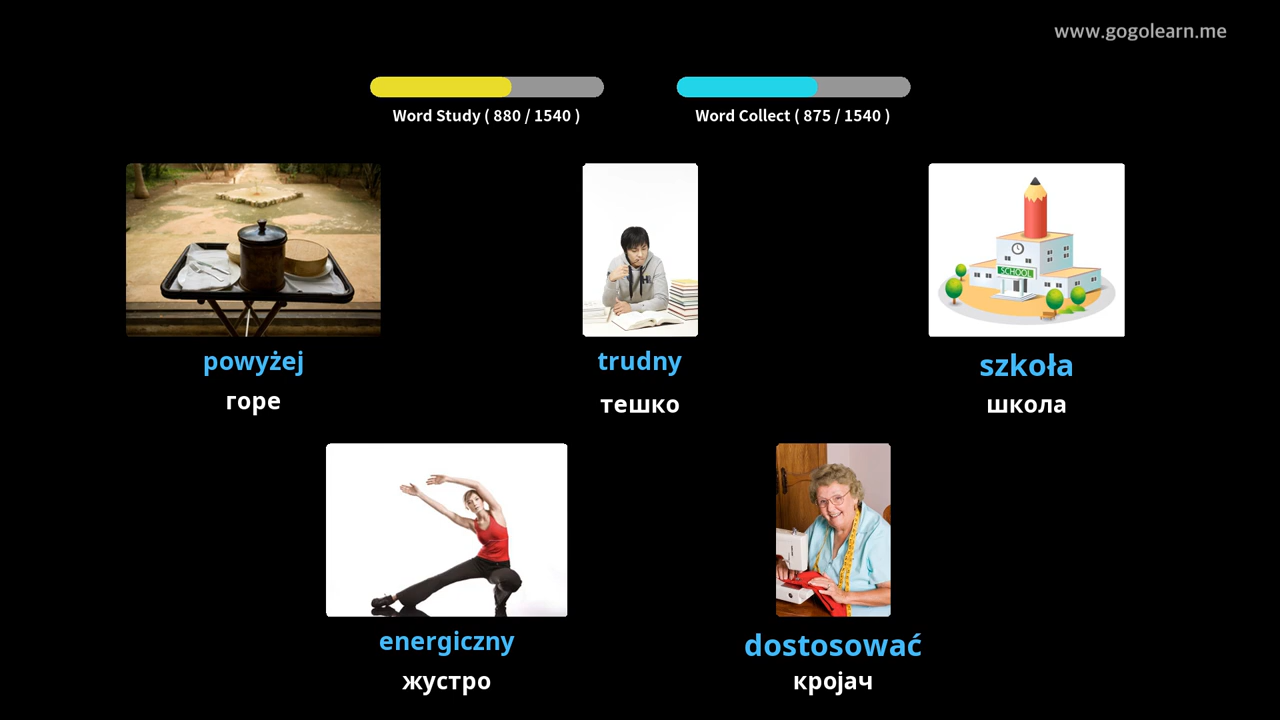 www.gogolearn.me
Word Study ( 880 / 1540 )
Word Collect ( 875 / 1540 )
SCHOOL
powyżej
trudny
szkoła
горе
тешко
школа
energiczny
dostosować
жустро
кројач